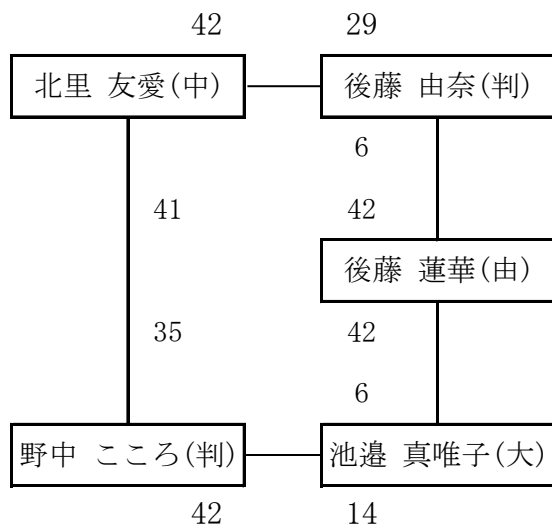 42 29
北里 友愛(中) 後藤 由奈(判)
6
41 42
後藤 蓮華(由)
35 42
6
野中 こころ(判) 池邉 真唯子(大)
42 14